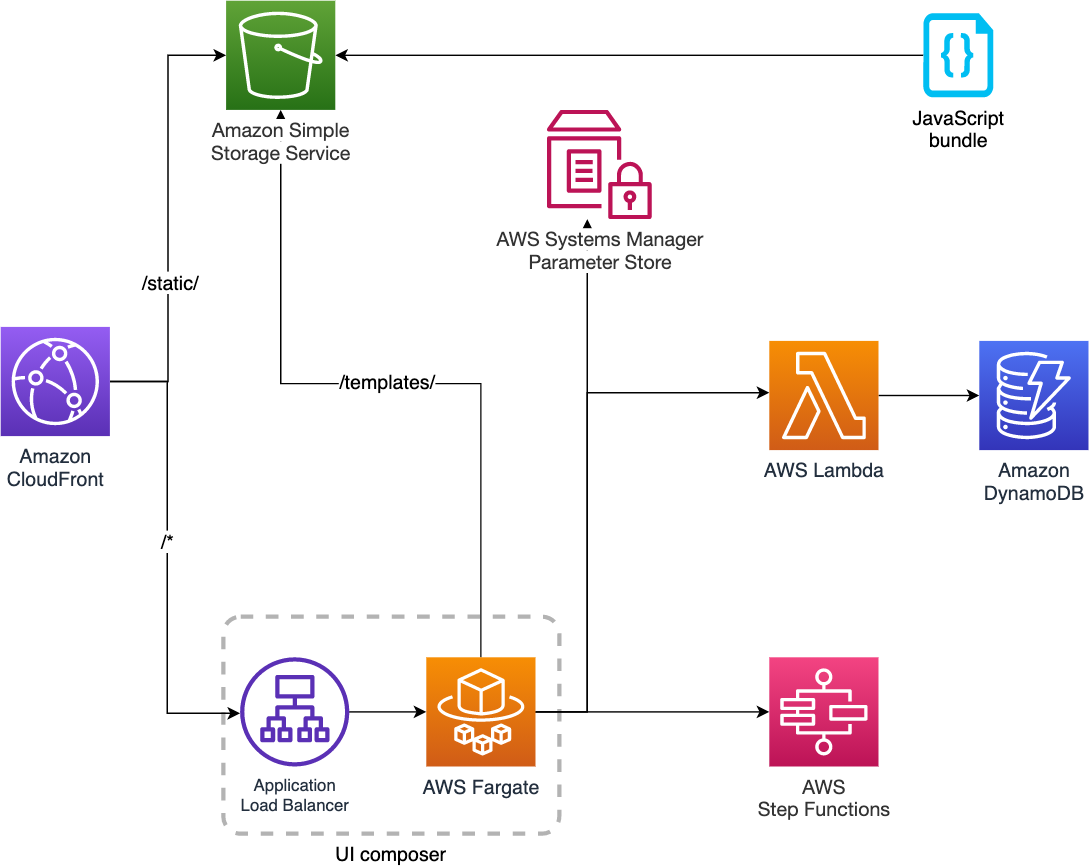 Amazon Simple
Storage Service
JavaScript
bundle
AWS Systems Manager
Parameter Store
/static/
/templates/
Amazon
CloudFront
AWS Lambda
Amazon
DynamoDB
/*
Application
Load Balancer
AWS Fargate
AWS
Step Functions
UI composer